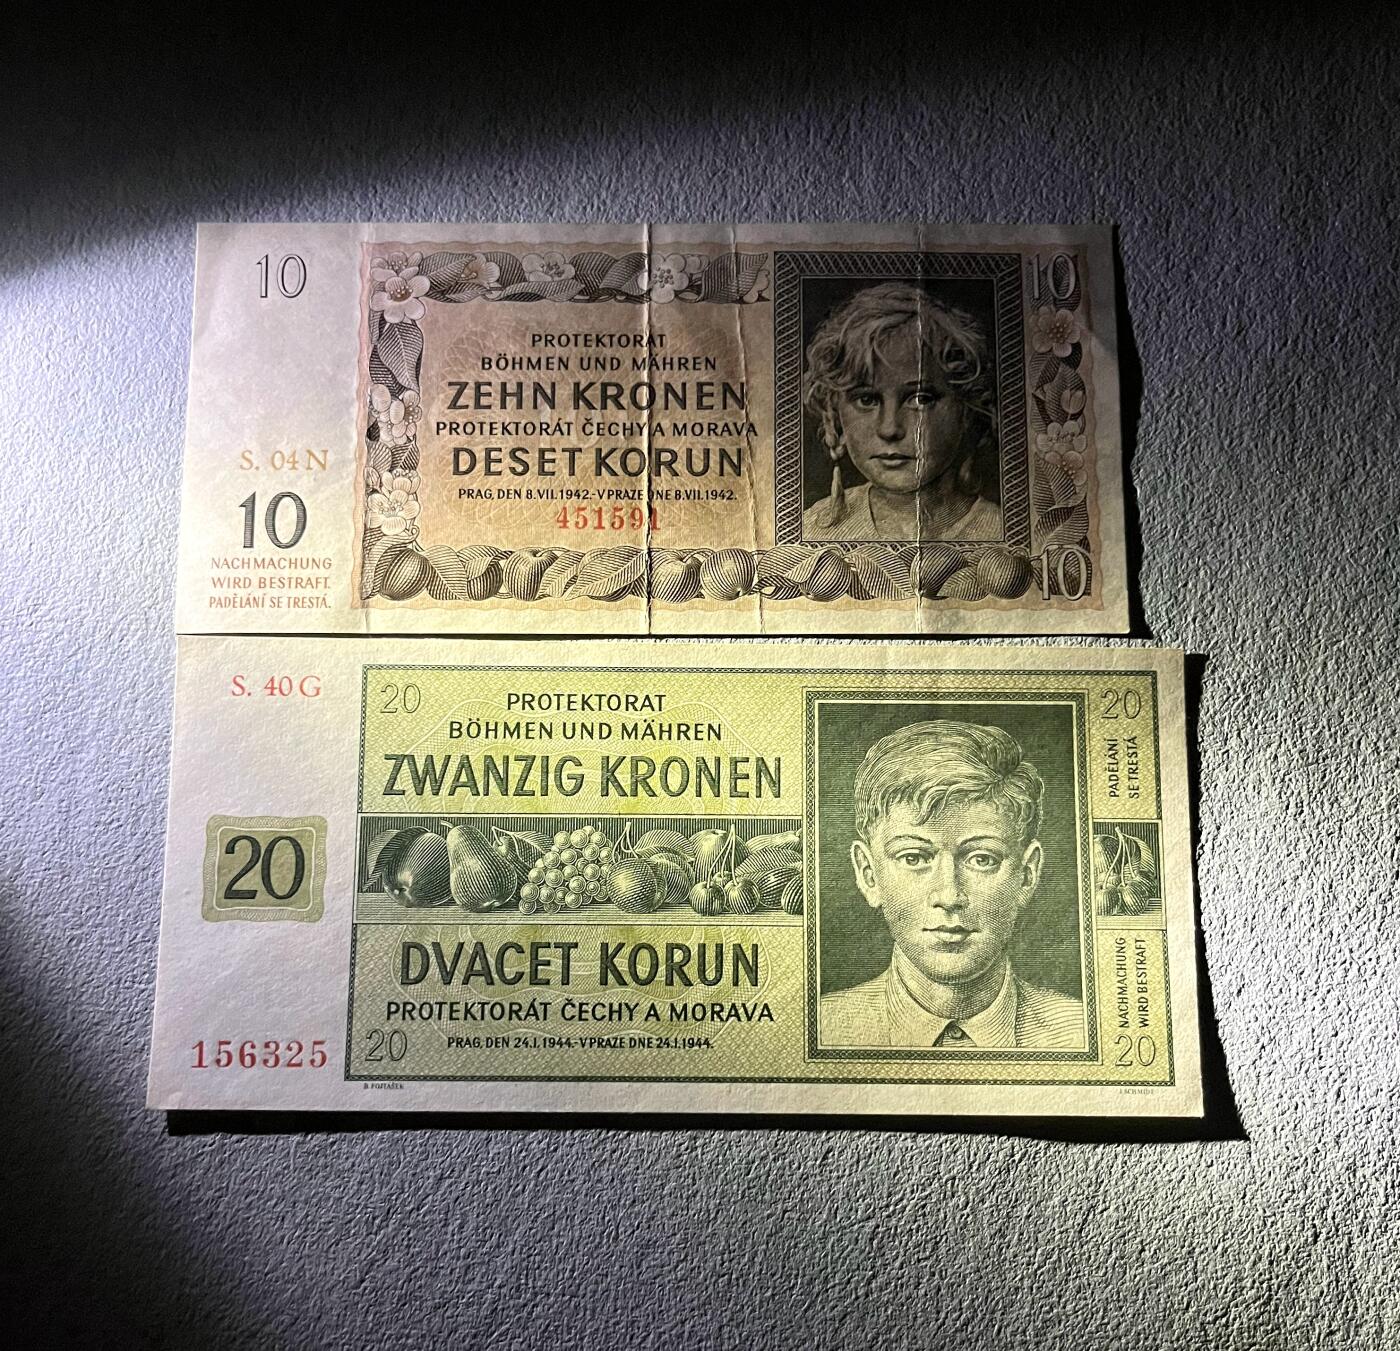 10
10
PROTEKTORAT
BÖHMEN UND MÄHREN
ZEHN KRONEN
PROTEKTORÁT ČECHY A MORAVA
DESET KORUN
PRAG, DEN 8.VII.1942.-V PRAZE DNE 8.VII.1942.
451591
S. 04 N
10
NACHMACHUNG
WIRD BESTRAFT.
PADĚLÁNÍ SE TRESTÁ.
10
S. 40 G
20
PROTEKTORAT
BÖHMEN UND MÄHREN
ZWANZIG KRONEN
20
PADĚLÁNÍ
SE TRESTÁ
20
DVACET KORUN
PROTEKTORÁT ČECHY A MORAVA
PRAG, DEN 24.I.1944.-V PRAZE DNE 24.I.1944.
NACHMACHUNG
WIRD BESTRAFT
156325
20
20
B. FOJTAŠEK
J. SCHMIDT